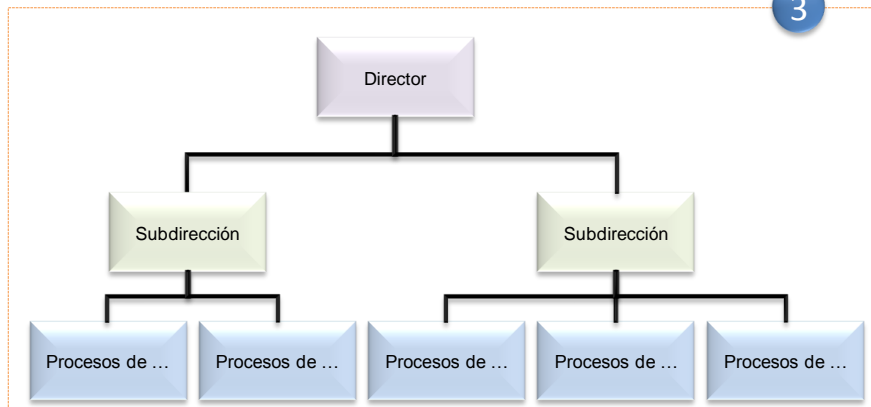 3
Director
Subdirección
Subdirección
Procesos de …
Procesos de …
Procesos de …
Procesos de …
Procesos de …